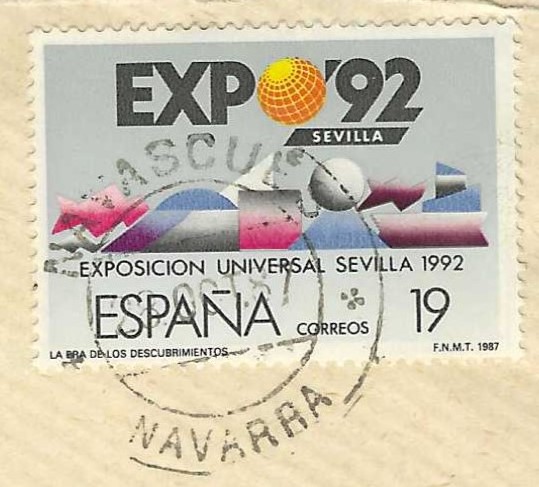 EXPO'92
SEVILLA
EXPOSICION UNIVERSAL SEVILLA 1992
ESPAÑA CORREOS 19
LA ERA DE LOS DESCUBRIMIENTOS
F.N.M.T. 1987
NAVARRA